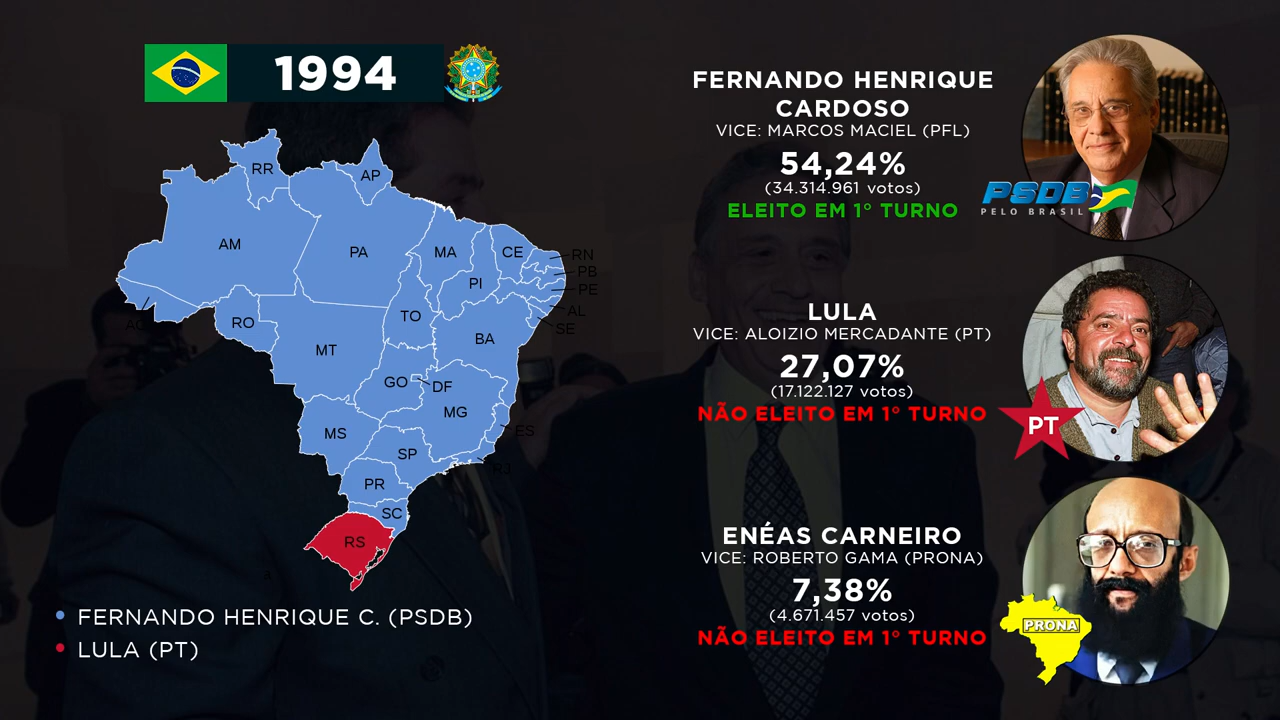 1994
FERNANDO HENRIQUE
CARDOSO
VICE: MARCOS MACIEL (PFL)
54,24%
(34.314.961 votos)
ELEITO EM 1° TURNO
PSDB
PELO BRASIL
LULA
VICE: ALOIZIO MERCADANTE (PT)
27,07%
(17.122.127 votos)
NÃO ELEITO EM 1° TURNO
PT
ENÉAS CARNEIRO
VICE: ROBERTO GAMA (PRONA)
7,38%
(4.671.457 votos)
NÃO ELEITO EM 1° TURNO
PRONA
RR
AP
AM
PA
MA
CE
RN
PB
PE
PI
AL
SE
AC
RO
TO
BA
MT
GO
DF
MG
MS
ES
SP
RJ
PR
SC
RS
FERNANDO HENRIQUE C. (PSDB)
LULA (PT)